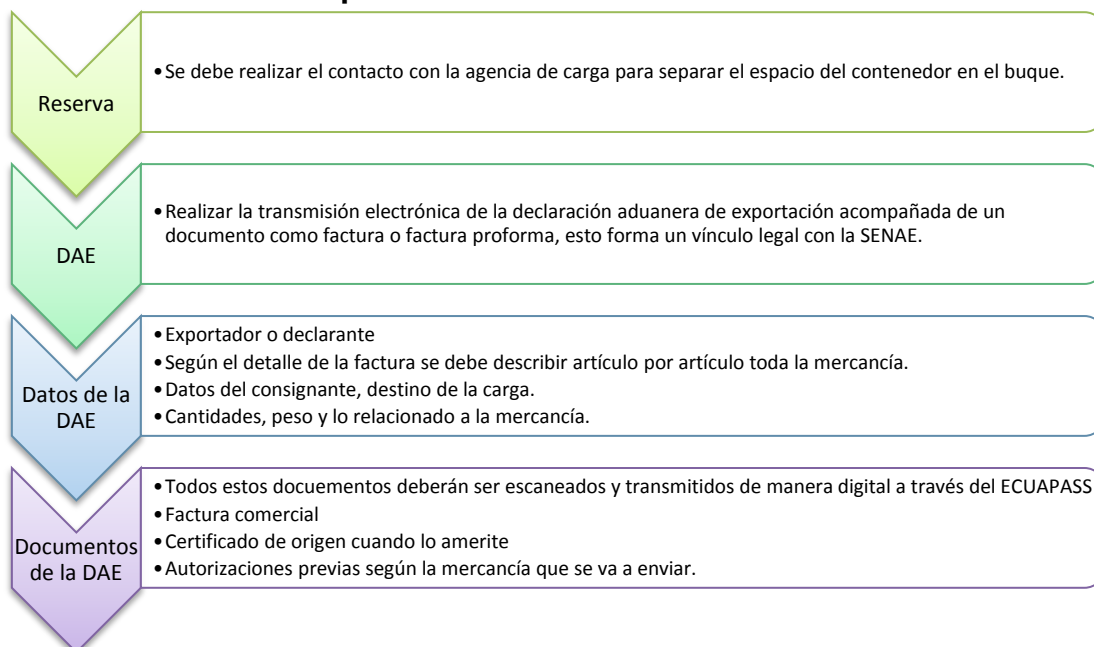 Reserva
•Se debe realizar el contacto con la agencia de carga para separar el espacio del contenedor en el buque.
DAE
•Realizar la transmisión electrónica de la declaración aduanera de exportación acompañada de un
documento como factura o factura proforma, esto forma un vínculo legal con la SENAE.
Datos de la
DAE
•Exportador o declarante
•Según el detalle de la factura se debe describir artículo por artículo toda la mercancía.
•Datos del consignante, destino de la carga.
•Cantidades, peso y lo relacionado a la mercancía.
Documentos
de la DAE
•Todos estos docuementos deberán ser escaneados y transmitidos de manera digital a través del ECUAPASS
•Factura comercial
•Certificado de origen cuando lo amerite
•Autorizaciones previas según la mercancía que se va a enviar.